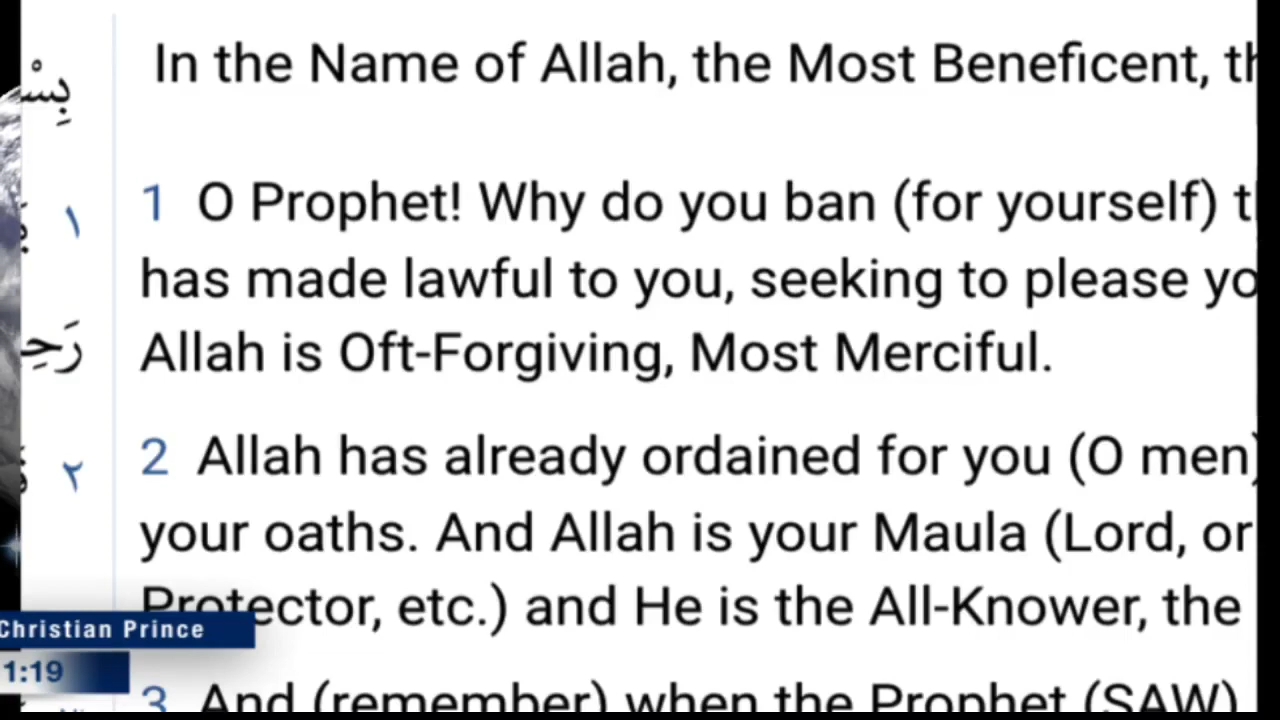 In the Name of Allah, the Most Beneficent,
بِسْ
1 O Prophet! Why do you ban (for yourself)
١
has made lawful to you, seeking to please
Allah is Oft-Forgiving, Most Merciful.
رَحِ
2 Allah has already ordained for you (O men)
٢
your oaths. And Allah is your Maula (Lord, or
Protector, etc.) and He is the All-Knower, the
Christian Prince
1:19
3 And (remember) when the Prophet (SAW)